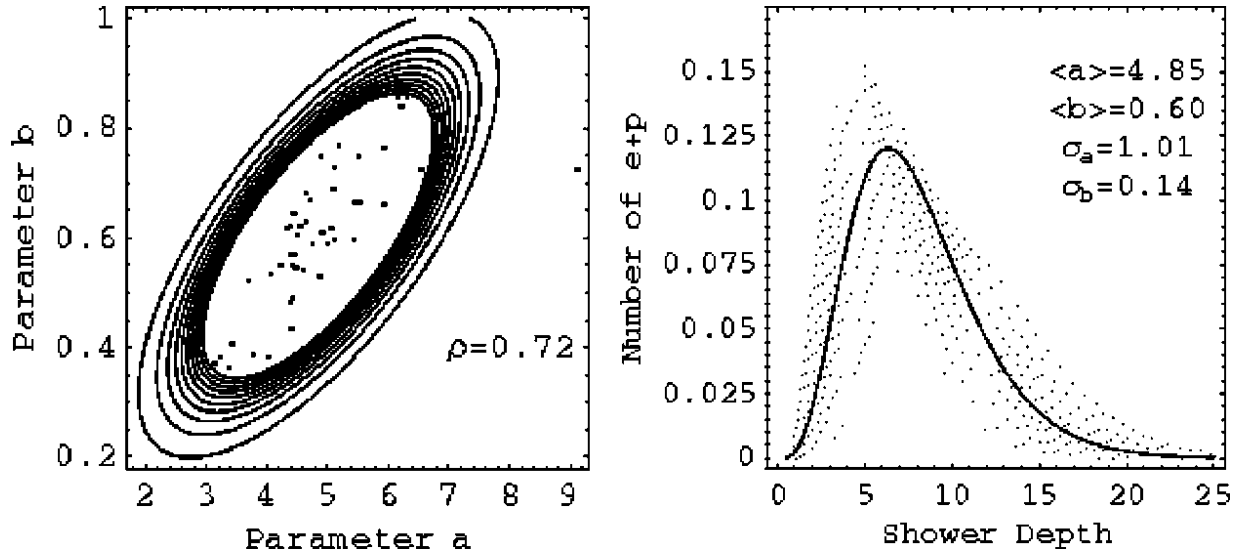 Parameter b
1
0.8
0.6
0.4
0.2
ρ=0.72
2 3 4 5 6 7 8 9
Parameter a
Number of e+p
0.15
0.125
0.1
0.075
0.05
0.025
0
<a>=4.85
<b>=0.60
σa=1.01
σb=0.14
0 5 10 15 20 25
Shower Depth